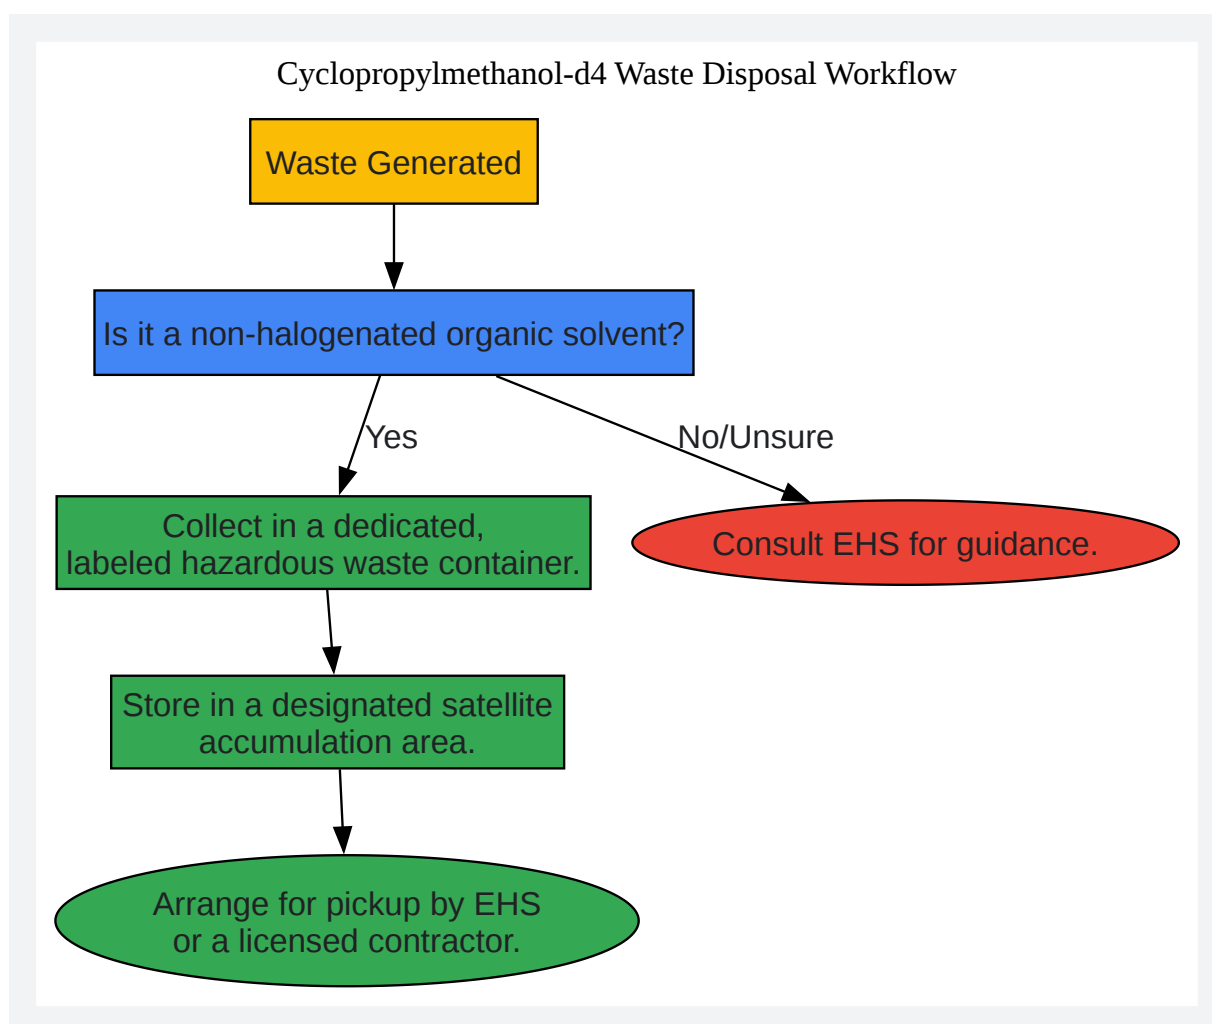 Cyclopropylmethanol-d4 Waste Disposal Workflow
Waste Generated
Is it a non-halogenated organic solvent?
Yes
No/Unsure
Collect in a dedicated,
labeled hazardous waste container.
Consult EHS for guidance.
Store in a designated satellite
accumulation area.
Arrange for pickup by EHS
or a licensed contractor.